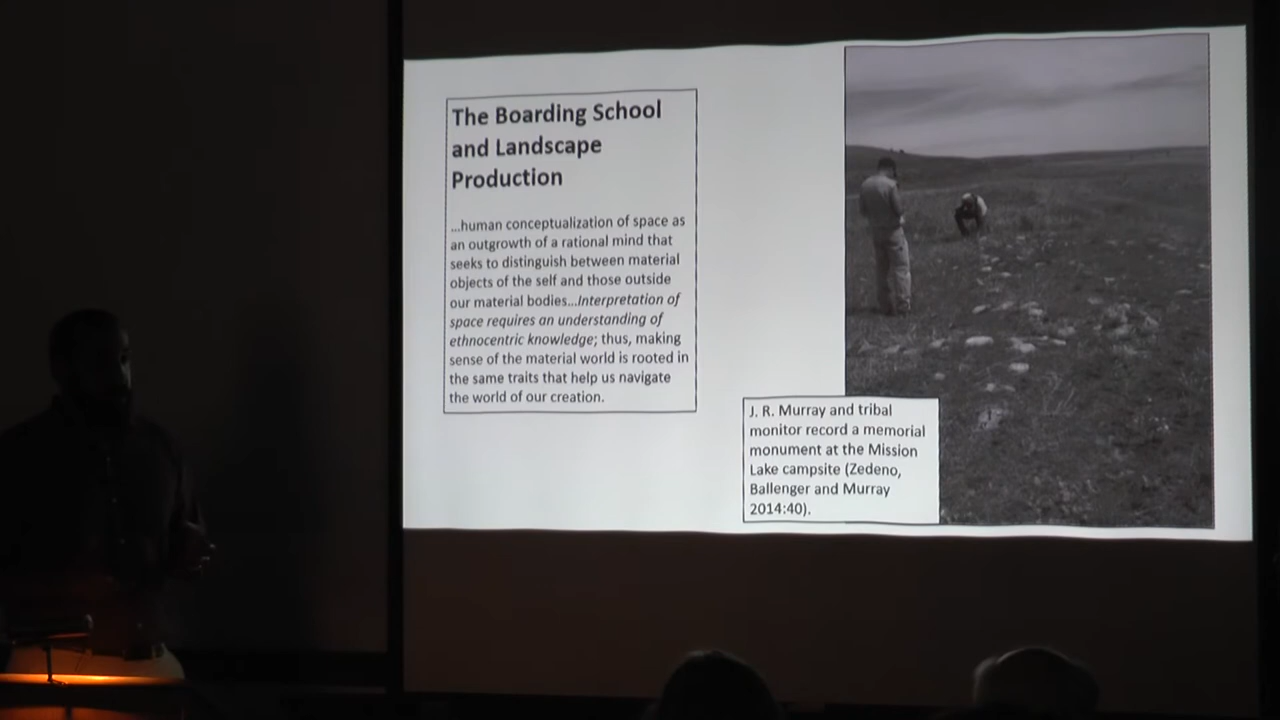 The Boarding School
and Landscape
Production
...human conceptualization of space as
an outgrowth of a rational mind that
seeks to distinguish between material
objects of the self and those outside
our material bodies...Interpretation of
space requires an understanding of
ethnocentric knowledge; thus, making
sense of the material world is rooted in
the same traits that help us navigate
the world of our creation.
J. R. Murray and tribal
monitor record a memorial
monument at the Mission
Lake campsite (Zedeno,
Ballenger and Murray
2014:40).